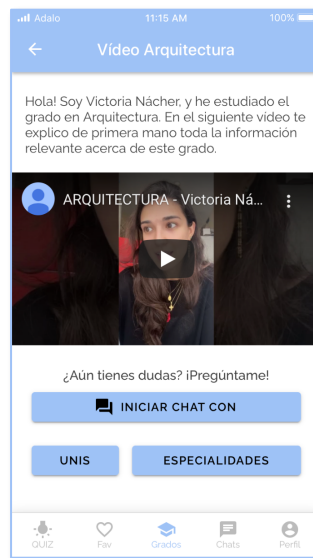 Adalo 11:15 AM 100%
Vídeo Arquitectura
Hola! Soy Victoria Nácher, y he estudiado el
grado en Arquitectura. En el siguiente vídeo te
explico de primera mano toda la información
relevante acerca de este grado.
ARQUITECTURA - Victoria Ná...
¿Aún tienes dudas? ¡Pregúntame!
INICIAR CHAT CON
UNIS ESPECIALIDADES
QUIZ Fav Grados Chats Perfil